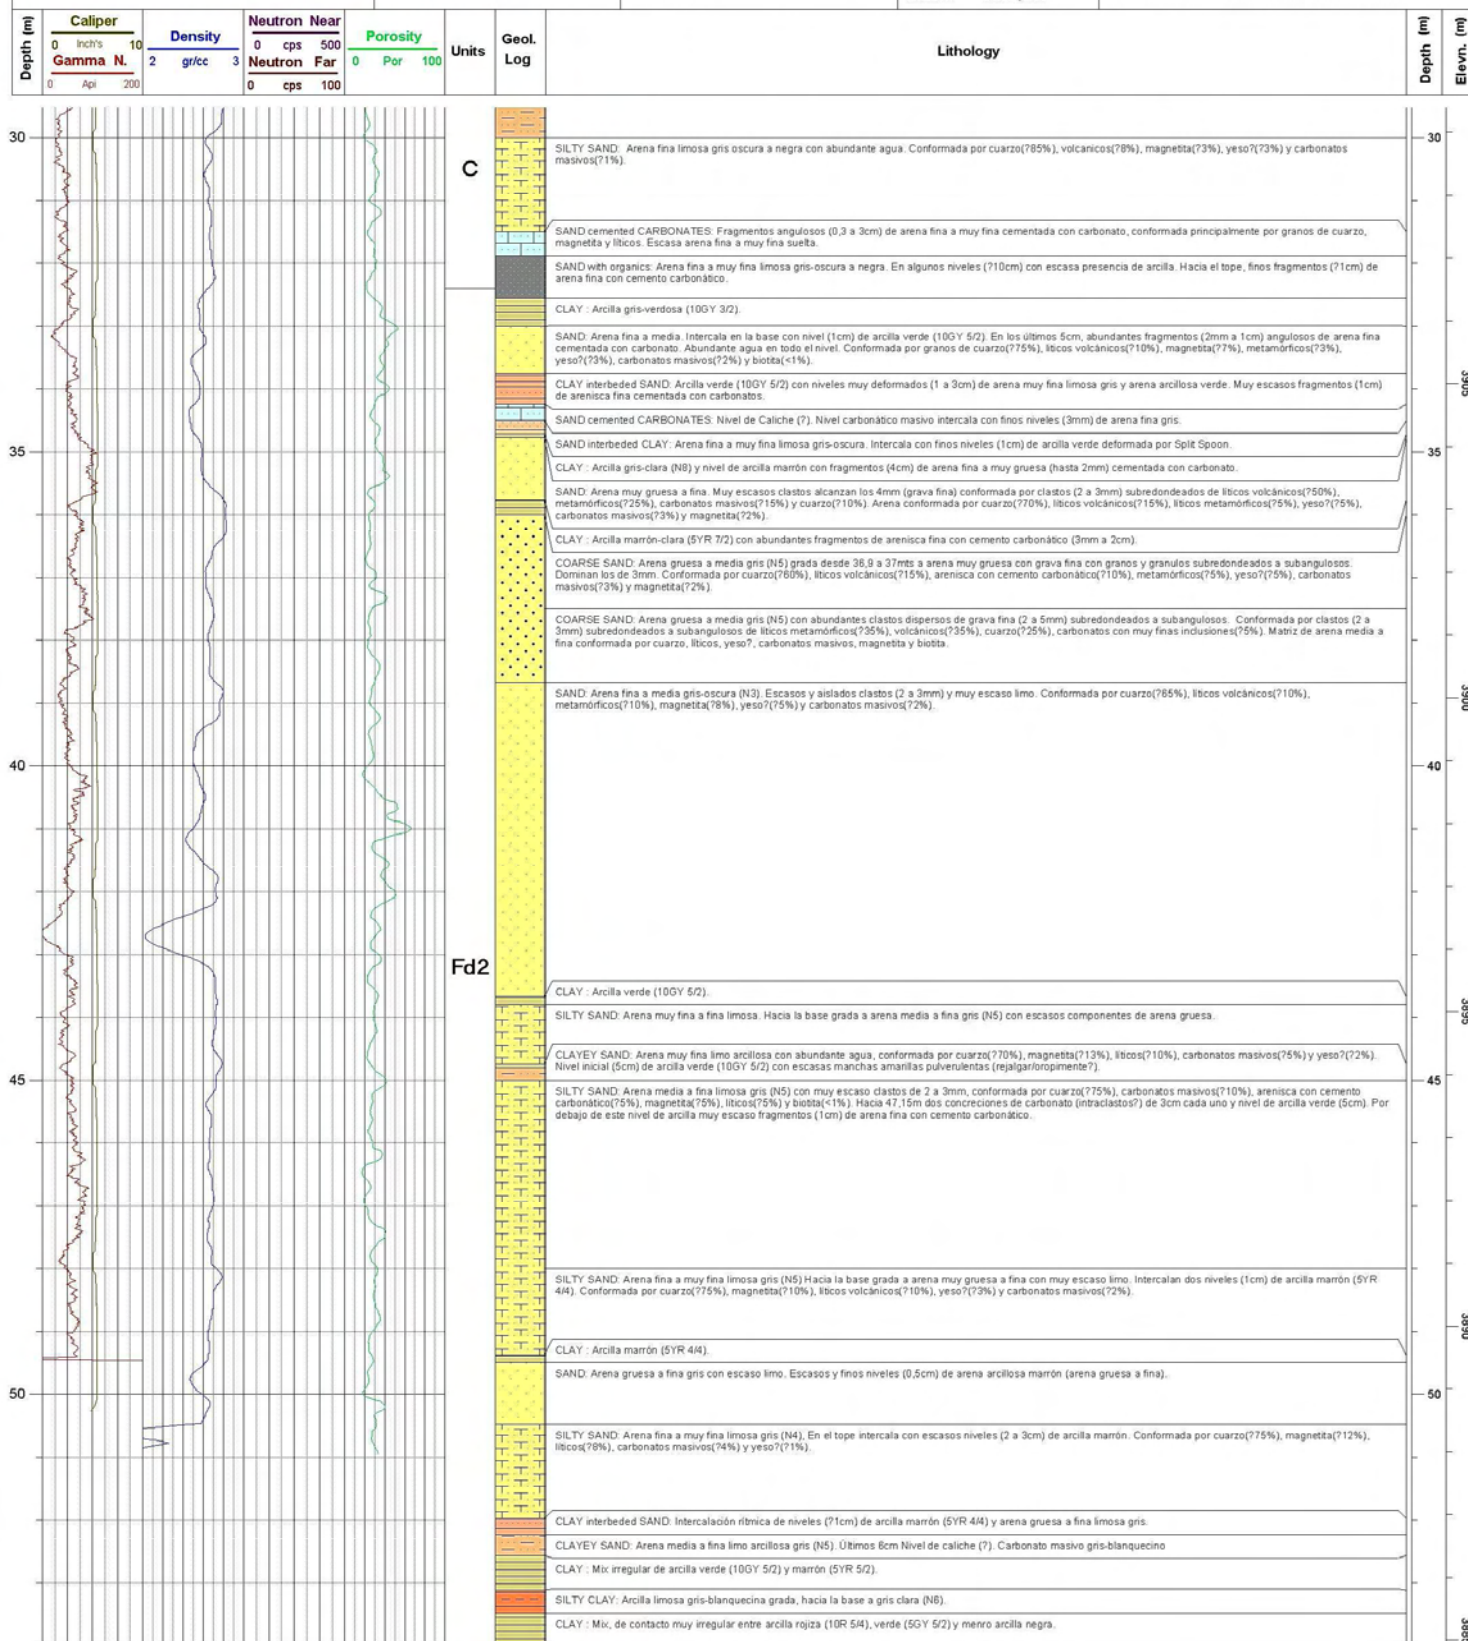 Depth (m)
Caliper
0 Inch's 10
Gamma N.
0 Api 200
Density
2 gr/cc 3
Neutron Near
0 cps 500
Neutron Far
0 cps 100
Porosity
0 Por 100
Units
Geol.
Log
Lithology
Depth (m)
Elevn. (m)
30
C
SILTY SAND: Arena fina limosa gris oscura a negra con abundante agua. Conformada por cuarzo(?85%), volcanicos(?8%), magnetita(?3%), yeso?(?3%) y carbonatos
masivos(?1%).
30
SAND cemented CARBONATES: Fragmentos angulosos (0,3 a 3cm) de arena fina a muy fina cementada con carbonato, conformada principalmente por granos de cuarzo,
magnetita y líticos. Escasa arena fina a muy fina suelta.
SAND with organics: Arena fina a muy fina limosa gris-oscura a negra. En algunos niveles (?10cm) con escasa presencia de arcilla. Hacia el tope, finos fragmentos (?1cm) de
arena fina con cemento carbonático.
CLAY : Arcilla gris-verdosa (10GY 3/2).
SAND: Arena fina a media. Intercala en la base con nivel (1cm) de arcilla verde (10GY 5/2). En los últimos 5cm, abundantes fragmentos (2mm a 1cm) angulosos de arena fina
cementada con carbonato. Abundante agua en todo el nivel. Conformada por granos de cuarzo(?75%), líticos volcánicos(?10%), magnetita(?7%), metamórficos(?3%),
yeso?(?3%), carbonatos masivos(?2%) y biotita(<1%).
CLAY interbeded SAND: Arcilla verde (10GY 5/2) con niveles muy deformados (1 a 3cm) de arena muy fina limosa gris y arena arcillosa verde. Muy escasos fragmentos (1cm)
de arenisca fina cementada con carbonatos.
3905
SAND cemented CARBONATES: Nivel de Caliche (?). Nivel carbonático masivo intercala con finos niveles (3mm) de arena fina gris.
SAND interbeded CLAY: Arena fina a muy fina limosa gris-oscura. Intercala con finos niveles (1cm) de arcilla verde deformada por Split Spoon.
35
35
CLAY : Arcilla gris-clara (N8) y nivel de arcilla marrón con fragmentos (4cm) de arena fina a muy gruesa (hasta 2mm) cementada con carbonato.
SAND: Arena muy gruesa a fina. Muy escasos clastos alcanzan los 4mm (grava fina) conformada por clastos (2 a 3mm) subredondeados de líticos volcánicos(?50%),
metamórficos(?25%), carbonatos masivos(?15%) y cuarzo(?10%). Arena conformada por cuarzo(?70%), líticos volcánicos(?15%), líticos metamórficos(?5%), yeso?(?5%),
carbonatos masivos(?3%) y magnetita(?2%).
CLAY : Arcilla marrón-clara (5YR 7/2) con abundantes fragmentos de arenisca fina con cemento carbonático (3mm a 2cm).
COARSE SAND: Arena gruesa a media gris (N5) grada desde 36,9 a 37mts a arena muy gruesa con grava fina con granos y granulos subredondeados a subangulosos.
Dominan los de 3mm. Conformada por cuarzo(?60%), líticos volcánicos(?15%), arenisca con cemento carbonático(?10%), metamórficos(?5%), yeso?(?5%), carbonatos
masivos(?3%) y magnetita(?2%).
COARSE SAND: Arena gruesa a media gris (N5) con abundantes clastos dispersos de grava fina (2 a 5mm) subredondeados a subangulosos. Conformada por clastos (2 a
3mm) subredondeados a subangulosos de líticos metamórficos(?35%), volcánicos(?35%), cuarzo(?25%), carbonatos con muy finas inclusiones(?5%). Matriz de arena media a
fina conformada por cuarzo, líticos, yeso?, carbonatos masivos, magnetita y biotita.
SAND: Arena fina a media gris-oscura (N3). Escasos y aislados clastos (2 a 3mm) y muy escaso limo. Conformada por cuarzo(?65%), líticos volcánicos(?10%),
metamórficos(?10%), magnetita(?8%), yeso?(?5%) y carbonatos masivos(?2%).
3900
40
40
Fd2
CLAY : Arcilla verde (10GY 5/2).
SILTY SAND: Arena muy fina a fina limosa. Hacia la base grada a arena media a fina gris (N5) con escasos componentes de arena gruesa.
3895
CLAYEY SAND: Arena muy fina limo arcillosa con abundante agua, conformada por cuarzo(?70%), magnetita(?13%), líticos(?10%), carbonatos masivos(?5%) y yeso?(?2%).
Nivel inicial (5cm) de arcilla verde (10GY 5/2) con escasas manchas amarillas pulverulentas (rejalgar/oropimente?).
45
45
SILTY SAND: Arena media a fina limosa gris (N5) con muy escaso clastos de 2 a 3mm, conformada por cuarzo(?75%), carbonatos masivos(?10%), arenisca con cemento
carbonático(?5%), magnetita(?5%), líticos(?5%) y biotita(<1%). Hacia 47,15m dos concreciones de carbonato (intraclastos?) de 3cm cada uno y nivel de arcilla verde (5cm). Por
debajo de este nivel de arcilla muy escaso fragmentos (1cm) de arena fina con cemento carbonático.
SILTY SAND: Arena fina a muy fina limosa gris (N5) Hacia la base grada a arena muy gruesa a fina con muy escaso limo. Intercalan dos niveles (1cm) de arcilla marrón (5YR
4/4). Conformada por cuarzo(?75%), magnetita(?10%), líticos volcánicos(?10%), yeso?(?3%) y carbonatos masivos(?2%).
3890
CLAY : Arcilla marrón (5YR 4/4).
SAND: Arena gruesa a fina gris con escaso limo. Escasos y finos niveles (0,5cm) de arena arcillosa marrón (arena gruesa a fina).
50
50
SILTY SAND: Arena fina a muy fina limosa gris (N4), En el tope intercala con escasos niveles (2 a 3cm) de arcilla marrón. Conformada por cuarzo(?75%), magnetita(?12%),
líticos(?8%), carbonatos masivos(?4%) y yeso?(?1%).
CLAY interbeded SAND: Intercalación rítmica de niveles (?1cm) de arcilla marrón (5YR 4/4) y arena gruesa a fina limosa gris.
CLAYEY SAND: Arena media a fina limo arcillosa gris (N5). Últimos 6cm Nivel de caliche (?). Carbonato masivo gris-blanquecino
CLAY : Mix irregular de arcilla verde (10GY 5/2) y marrón (5YR 5/2).
SILTY CLAY: Arcilla limosa gris-blanquecina grada, hacia la base a gris clara (N6).
CLAY : Mix, de contacto muy irregular entre arcilla rojiza (10R 5/4), verde (5GY 5/2) y menro arcilla negra.